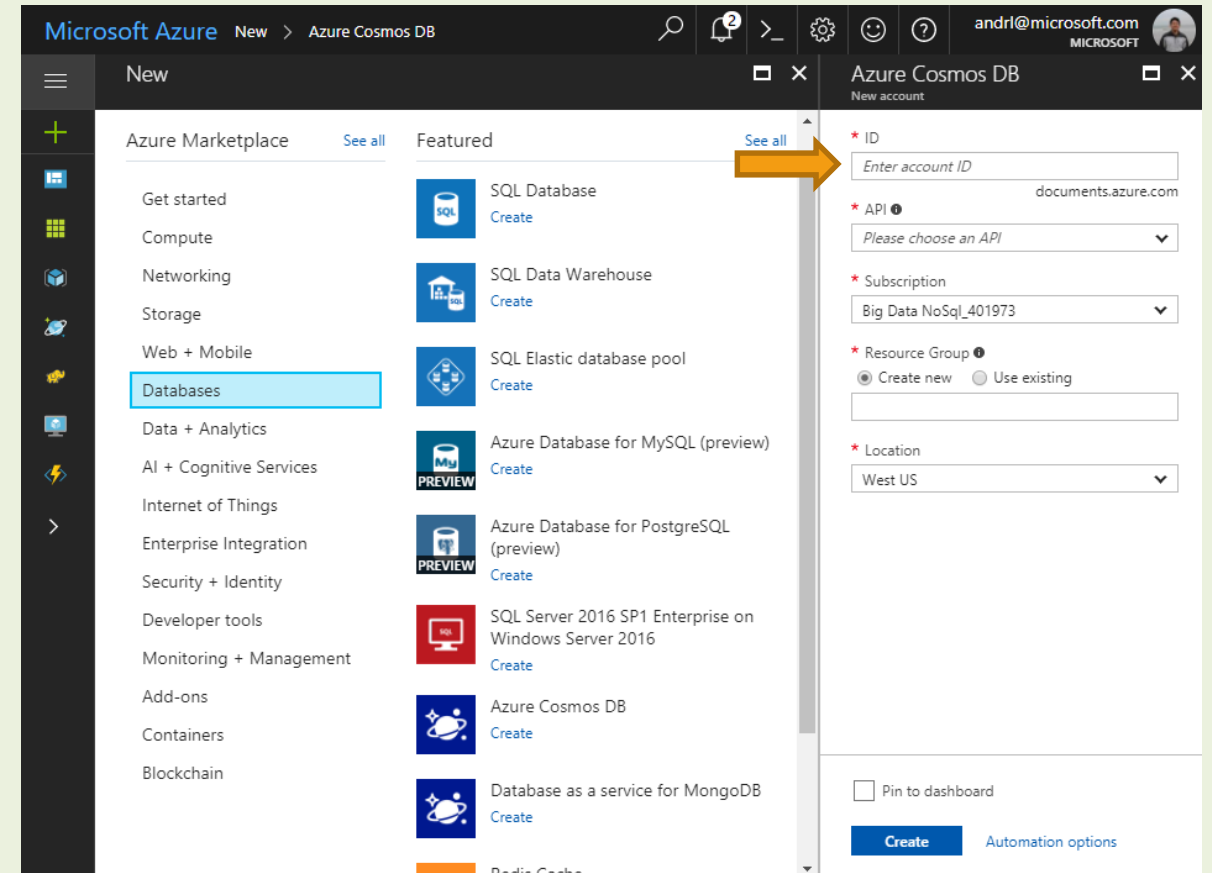 Microsoft Azure New > Azure Cosmos DB
2
>_
?
andrl@microsoft.com
MICROSOFT
New
Azure Marketplace
See all
Get started
Compute
Networking
Storage
Web + Mobile
Databases
Data + Analytics
AI + Cognitive Services
Internet of Things
Enterprise Integration
Security + Identity
Developer tools
Monitoring + Management
Add-ons
Containers
Blockchain
Featured
See all
SQL
SQL Database
Create
SQL
SQL Data Warehouse
Create
SQL Elastic database pool
Create
My
PREVIEW
Azure Database for MySQL (preview)
Create
PREVIEW
Azure Database for PostgreSQL
(preview)
Create
SQL
SQL Server 2016 SP1 Enterprise on
Windows Server 2016
Create
Azure Cosmos DB
Create
Database as a service for MongoDB
Create
Redis Cache
Azure Cosmos DB
New account
* ID
Enter account ID
documents.azure.com
* API
Please choose an API
* Subscription
Big Data NoSql_401973
* Resource Group
Create new Use existing
* Location
West US
Pin to dashboard
Create Automation options